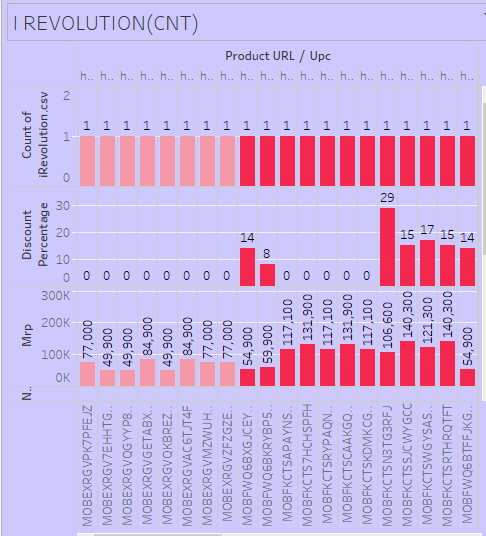 I REVOLUTION(CNT)
Product URL / Upc
h.. h.. h.. h.. h.. h.. h.. h.. h.. h.. h.. h.. h.. h.. h.. h.. h.. h.. h.. h..
Count of
iRevolution.csv
2
1
0
1 1 1 1 1 1 1 1 1 1 1 1 1 1 1 1 1 1 1 1
Discount
Percentage
30
20
10
0
0 0 0 0 0 0 0 0 14 8 0 0 0 0 0 29 15 17 15 14
Mrp
300K
200K
100K
0K
77,000 49,900 49,900 84,900 49,900 84,900 77,000 77,000 54,900 59,900 117,100 131,900 117,100 131,900 117,100 106,600 140,300 121,300 140,300 54,900
N..
MOBEXRGVPK7PFEJZ
MOBEXRGV7EHHTG..
MOBEXRGVQGYYP8..
MOBEXRGVGETABX..
MOBEXRGVQKBREZ..
MOBEXRGVAC6TJT4F
MOBEXRGVMZWUH..
MOBEXRGVZFZGZE..
MOBFWQ6BXGJCEY..
MOBFWQ6BKRYBPS..
MOBFKCTSAPAYNS..
MOBFKCTS7HCHSPFH
MOBFKCTSRYPAQN..
MOBFKCTSCAAKGQ..
MOBFKCTSKDMKCG..
MOBFKCTSN3TG3RFJ
MOBFKCTSSJCWYGCC
MOBFKCTSWGYSAS..
MOBFKCTSRTHRQTFT
MOBFWQ6BTFFJKG..